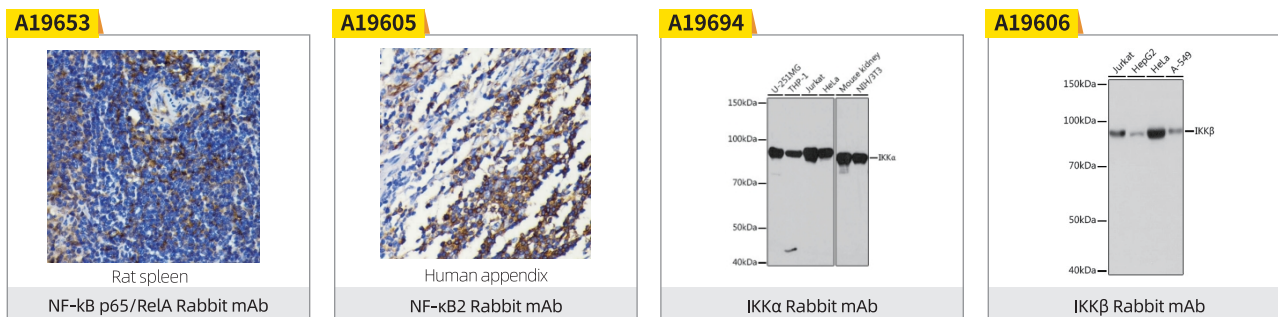 A19653
Rat spleen
NF-kB p65/RelA Rabbit mAb
A19605
Human appendix
NF-κB2 Rabbit mAb
A19694
U-251MG THP-1 Jurkat HeLa Mouse kidney NIH/3T3
150kDa
100kDa
IKKα
70kDa
50kDa
40kDa
IKKα Rabbit mAb
A19606
Jurkat HepG2 HeLa A-549
150kDa
100kDa
IKKβ
70kDa
50kDa
40kDa
IKKβ Rabbit mAb